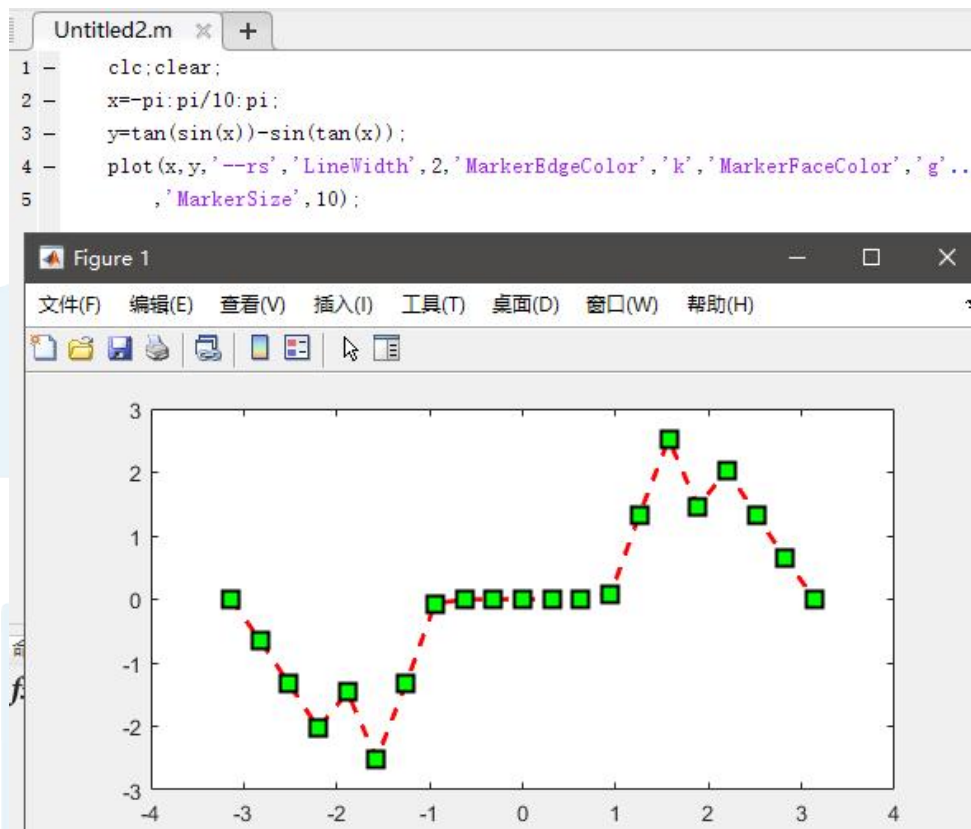 Untitled2.m
1 clc;clear;
2 x=-pi:pi/10:pi;
3 y=tan(sin(x))-sin(tan(x));
4 plot(x,y,'--rs','LineWidth',2,'MarkerEdgeColor','k','MarkerFaceColor','g'..
5 ,'MarkerSize',10);
Figure 1
文件(F) 编辑(E) 查看(V) 插入(I) 工具(T) 桌面(D) 窗口(W) 帮助(H)
3
2
1
0
-1
-2
-3
-4 -3 -2 -1 0 1 2 3 4